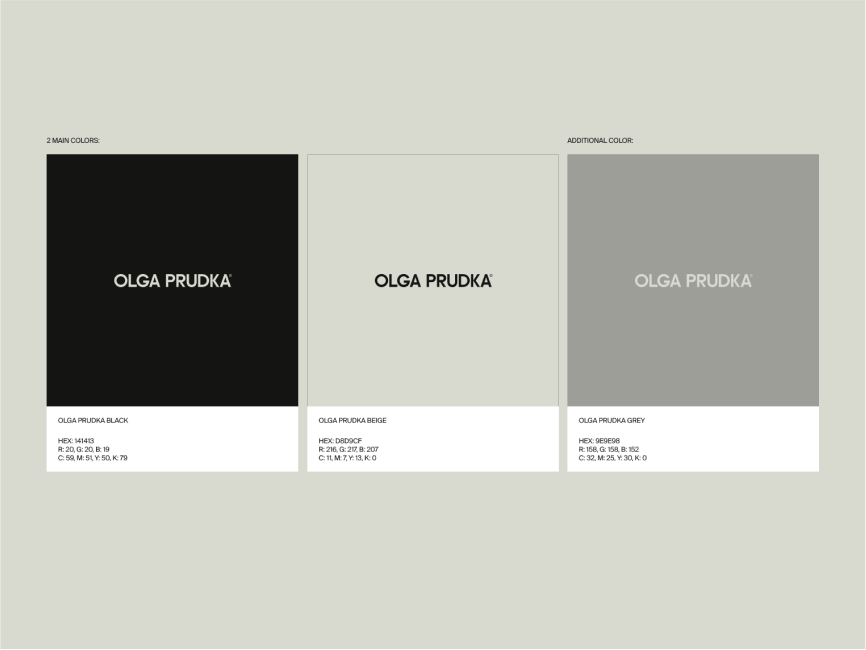 2 MAIN COLORS:
ADDITIONAL COLOR:
OLGA PRUDKA®
OLGA PRUDKA®
OLGA PRUDKA®
OLGA PRUDKA BLACK
HEX: 141413
R: 20, G: 20, B: 19
C: 59, M: 51, Y: 50, K: 79
OLGA PRUDKA BEIGE
HEX: D8D9CF
R: 216, G: 217, B: 207
C: 11, M: 7, Y: 13, K: 0
OLGA PRUDKA GREY
HEX: 9E9E98
R: 158, G: 158, B: 152
C: 32, M: 25, Y: 30, K: 0